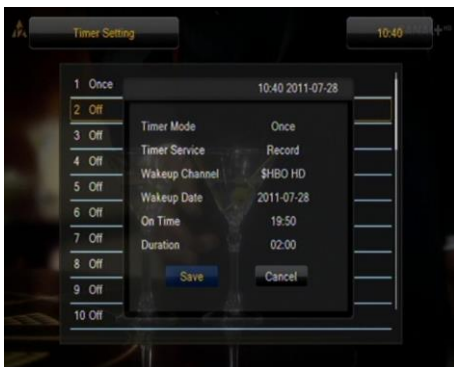 Timer Setting
10:40
1 Once
10:40 2011-07-28
2 Off
3 Off
4 Off
5 Off
6 Off
7 Off
8 Off
9 Off
10 Off
Timer Mode Once
Timer Service Record
Wakeup Channel $HBO HD
Wakeup Date 2011-07-28
On Time 19:50
Duration 02:00
Save Cancel